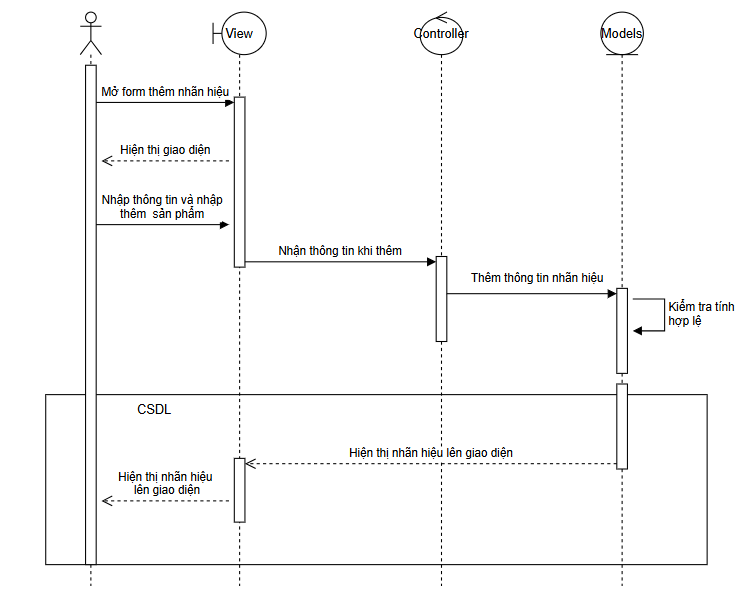 View
Controller
Models
Mở form thêm nhãn hiệu
Hiện thị giao diện
Nhập thông tin và nhập
thêm sản phẩm
Nhận thông tin khi thêm
Thêm thông tin nhãn hiệu
Kiểm tra tính
hợp lệ
CSDL
Hiện thị nhãn hiệu lên giao diện
Hiện thị nhãn hiệu
lên giao diện